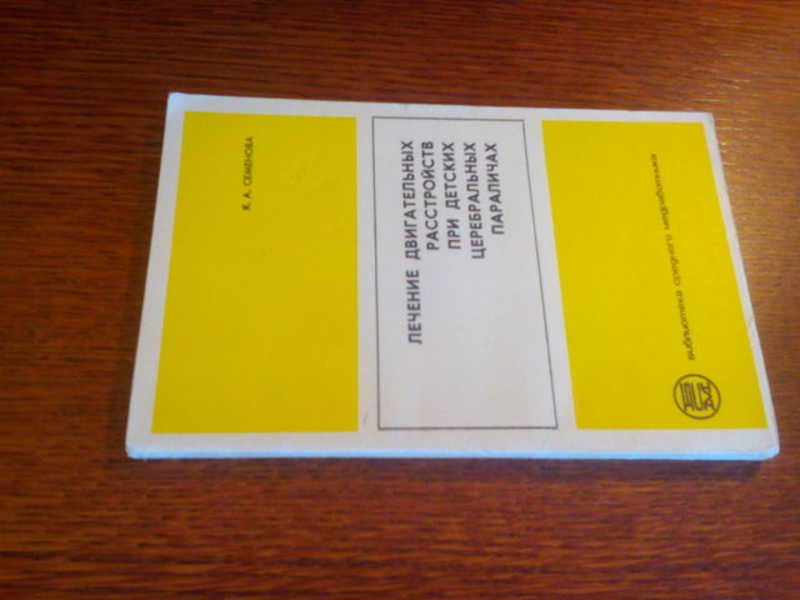 К. А. СЕМЕНОВА
ЛЕЧЕНИЕ ДВИГАТЕЛЬНЫХ
РАССТРОЙСТВ
ПРИ ДЕТСКИХ
ЦЕРЕБРАЛЬНЫХ
ПАРАЛИЧАХ
Библиотека среднего медработника